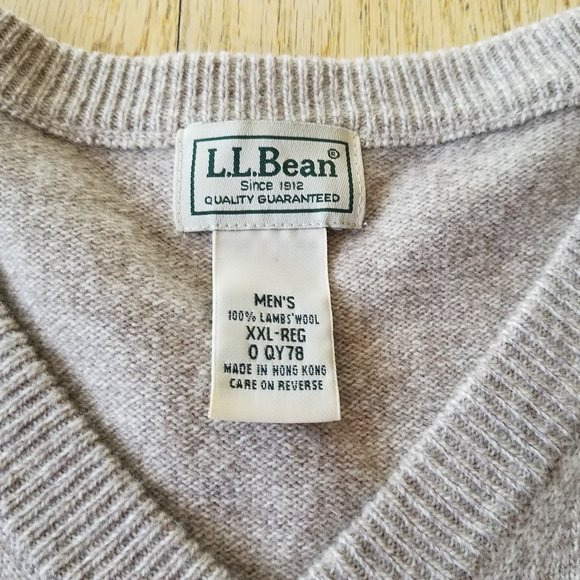 L.L.Bean®
Since 1912
QUALITY GUARANTEED
MEN'S
100% LAMBS' WOOL
XXL-REG
0 QY78
MADE IN HONG KONG
CARE ON REVERSE